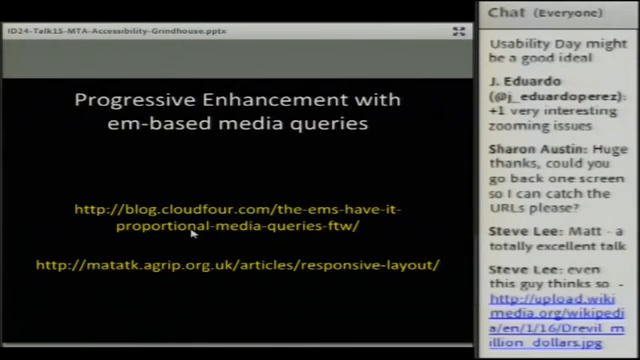 ID24-Talk15-MTA-Accessibility-Grindhouse.pptx
Progressive Enhancement with
em-based media queries
http://blog.cloudfour.com/the-ems-have-it-
proportional-media-queries-ftw/
http://matatk.agrip.org.uk/articles/responsive-layout/
Chat (Everyone)
Usability Day might
be a good ideal
J. Eduardo
(@j_eduardoperez):
+1 very interesting
zooming issues
Sharon Austin: Huge
thanks, could you
go back one screen
so I can catch the
URLs please?
Steve Lee: Matt - a
totally excellent talk
Steve Lee: even
this guy thinks so -
http://upload.wiki
media.org/wikipedi
a/en/1/16/Drevil_m
illion_dollars.jpg